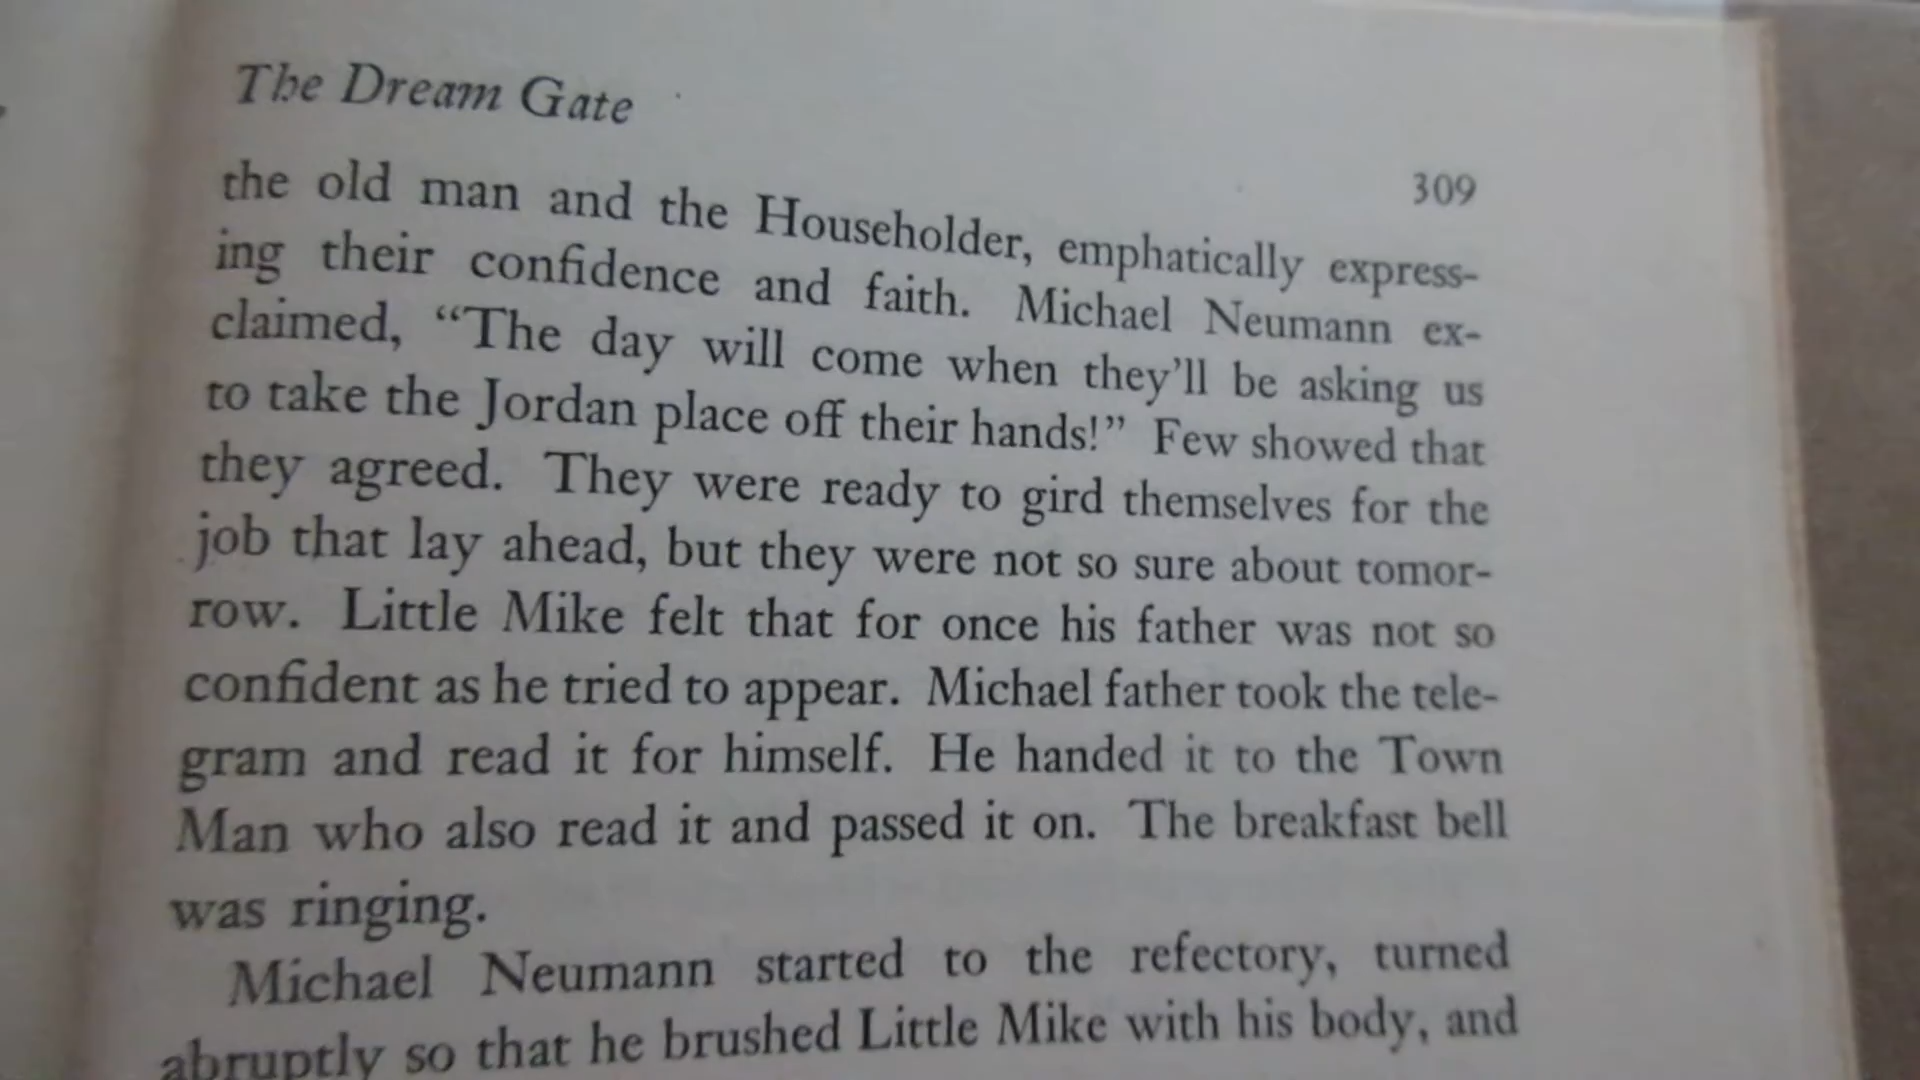 The Dream Gate
309
the old man and the Householder, emphatically express-
ing their confidence and faith. Michael Neumann ex-
claimed, “The day will come when they’ll be asking us
to take the Jordan place off their hands!” Few showed that
they agreed. They were ready to gird themselves for the
job that lay ahead, but they were not so sure about tomor-
row. Little Mike felt that for once his father was not so
confident as he tried to appear. Michael father took the tele-
gram and read it for himself. He handed it to the Town
Man who also read it and passed it on. The breakfast bell
was ringing.
Michael Neumann started to the refectory, turned
abruptly so that he brushed Little Mike with his body, and